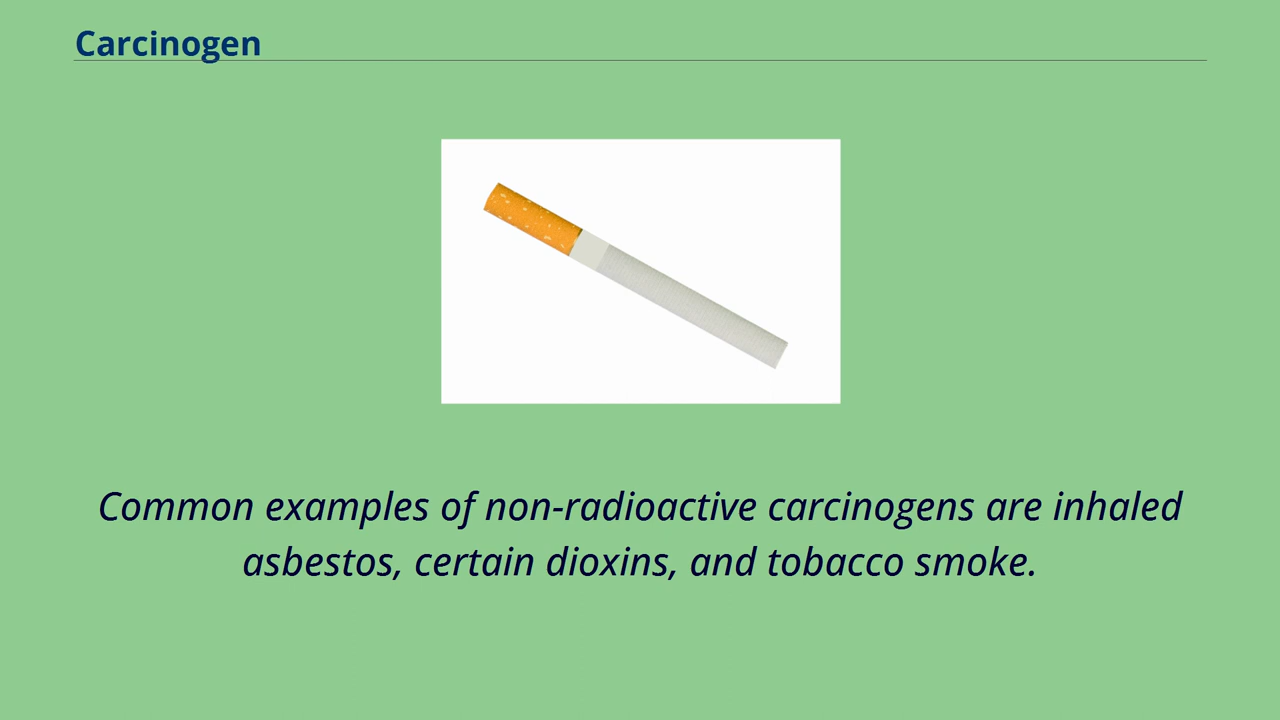 Carcinogen
Common examples of non-radioactive carcinogens are inhaled
asbestos, certain dioxins, and tobacco smoke.